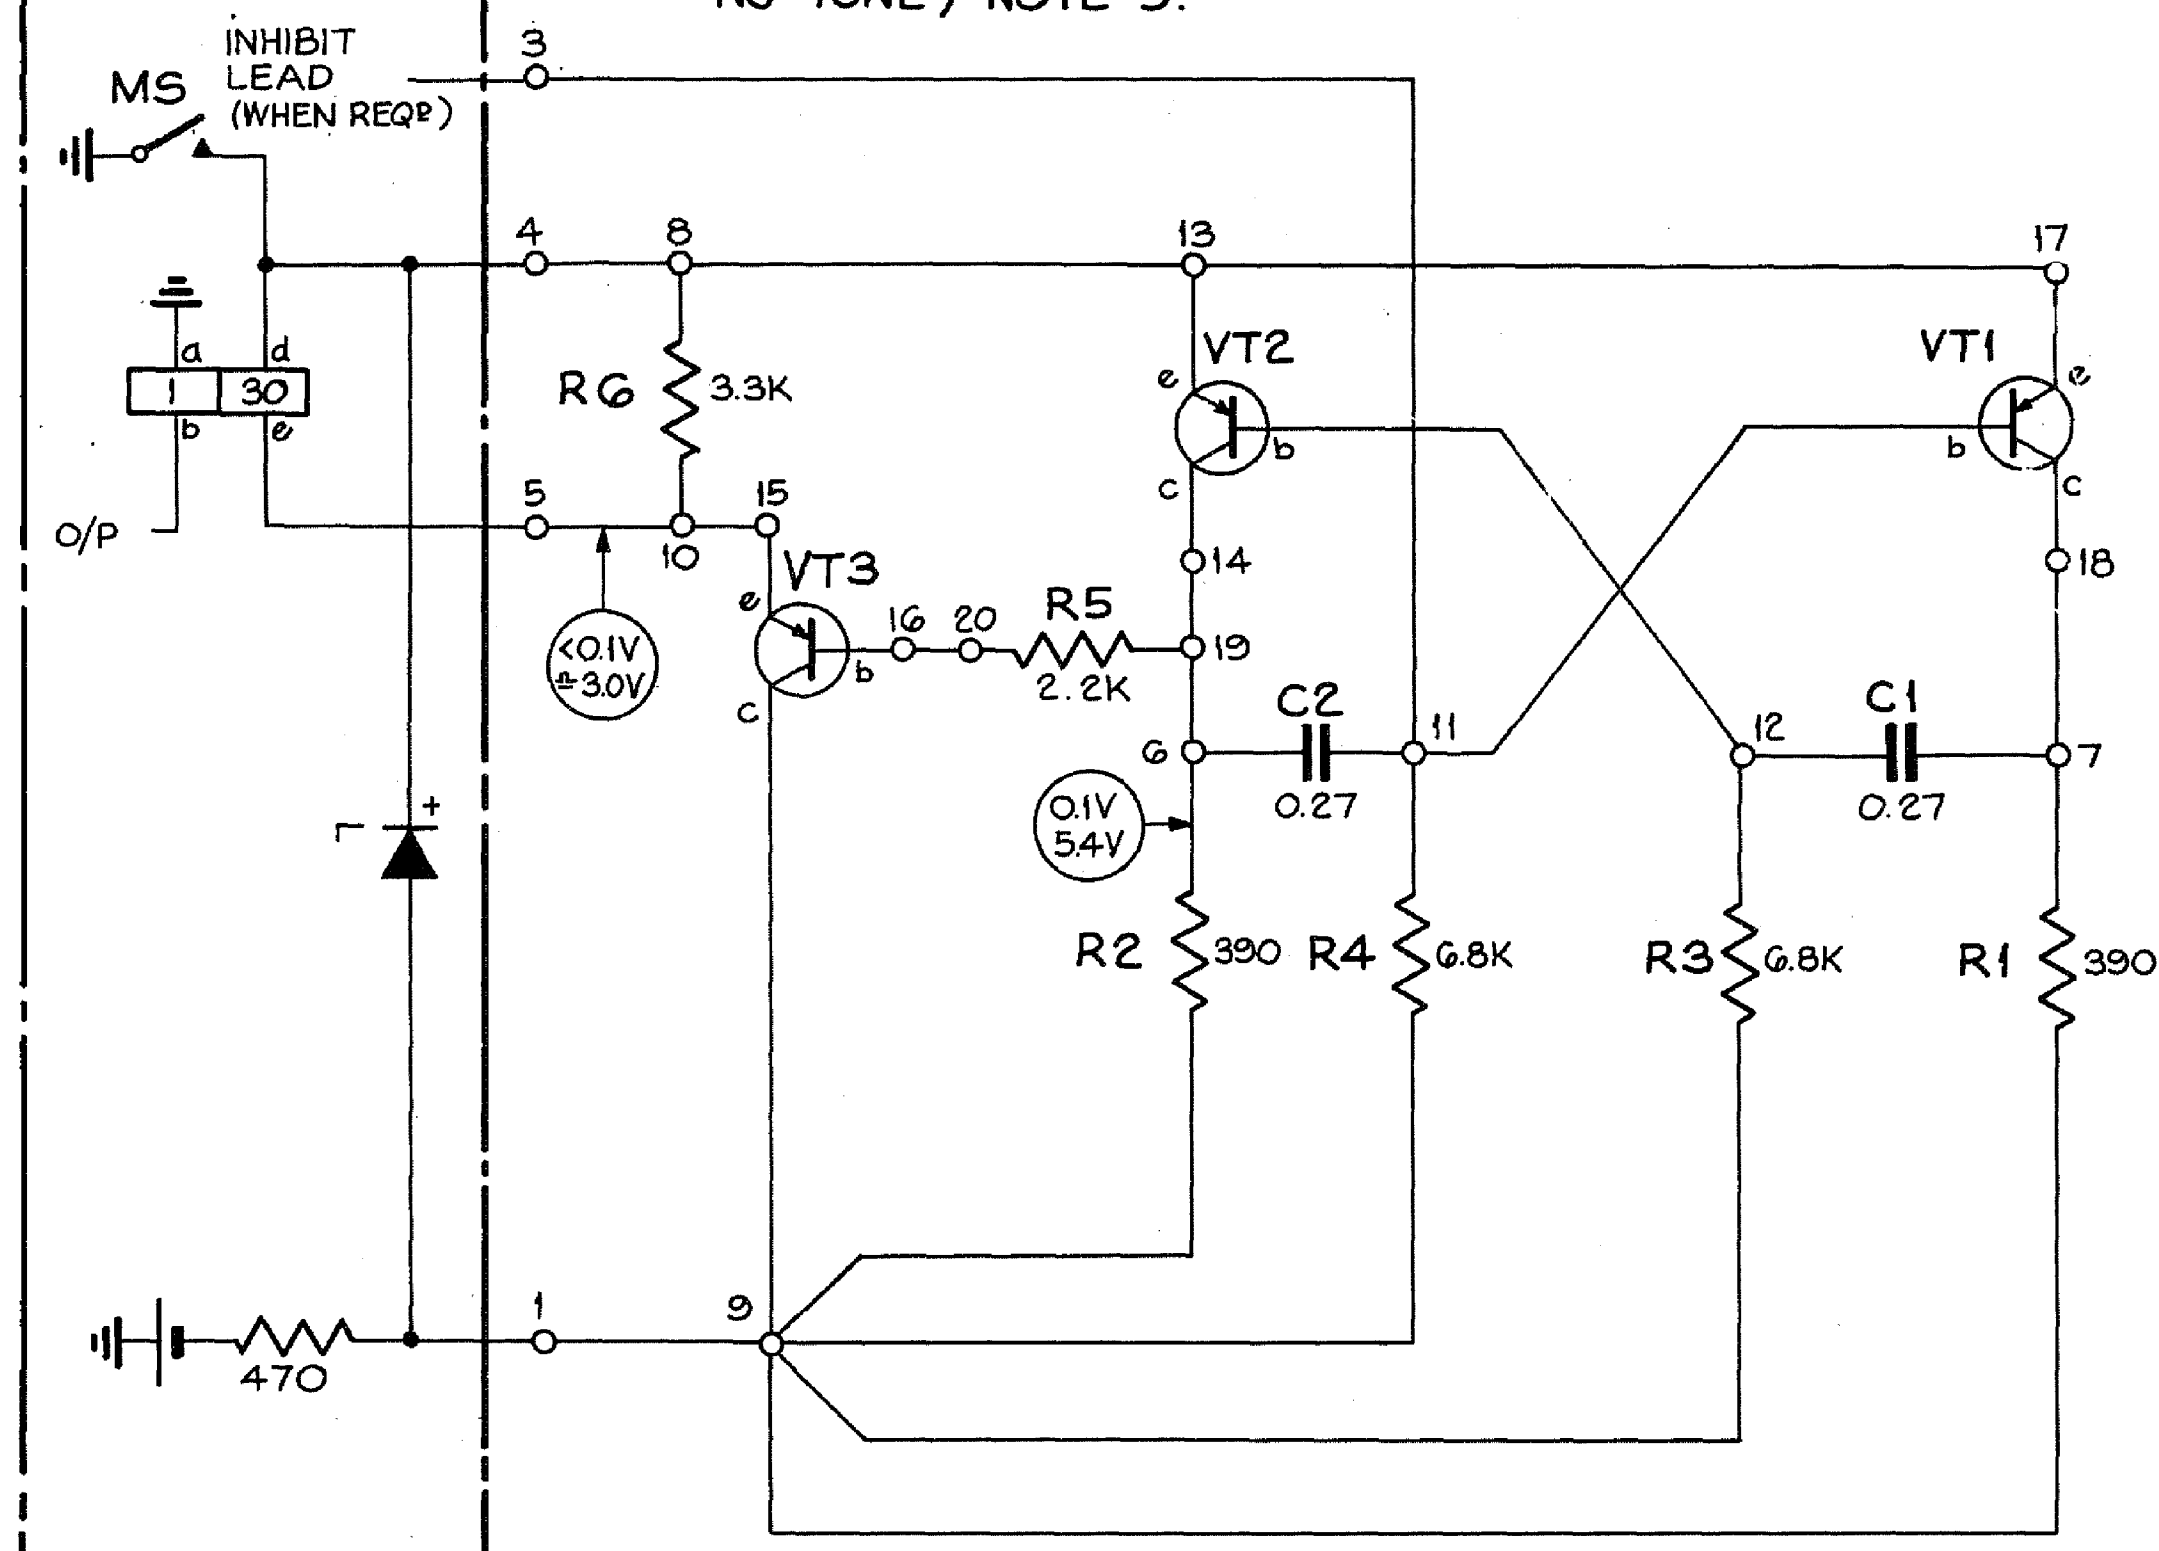 NO TONE, NOTE 3.
INHIBIT
LEAD
(WHEN REQD)
MS
3
4
8
13
17
a
d
1
30
b
e
O/P
R6
3.3K
VT2
e
b
c
VT1
e
b
c
5
10
15
VT3
e
b
c
16
20
R5
2.2K
14
19
18
<0.1V
≏3.0V
6
C2
0.27
11
12
C1
0.27
7
0.1V
5.4V
+
R2
390
R4
6.8K
R3
6.8K
R1
390
1
9
470